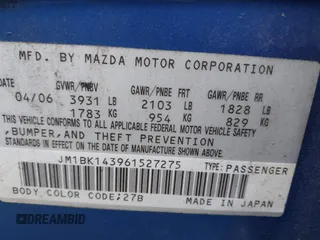 MFD. BY MAZDA MOTOR CORPORATION
DATE GVWR/PNBV GAWR/PNBE FRT GAWR/PNBE RR
04/06 3931 LB 2103 LB 1828 LB
1783 KG 954 KG 829 KG
THIS VEHICLE CONFORMS TO ALL APPLICABLE FEDERAL MOTOR VEHICLE SAFETY
,BUMPER,AND THEFT PREVENTION
STANDARDS IN EFFECT ON THE DATE OF MANUFACTURE SHOWN ABOVE.
JM1BK143961527275 TYPE:PASSENGER
BODY COLOR CODE:27B MADE IN JAPAN
DREAMBID